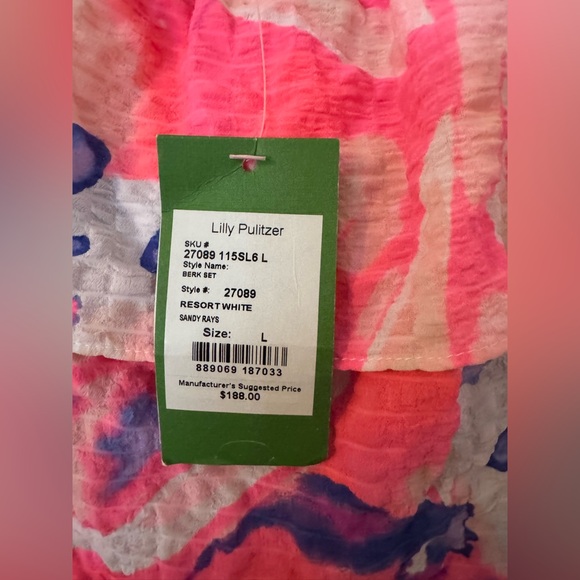 Lilly Pulitzer
SKU #
27089 115SL6 L
Style Name:
BERK SET
Style #: 27089
RESORT WHITE
SANDY RAYS
Size: L
889069 187033
Manufacturer's Suggested Price
$188.00